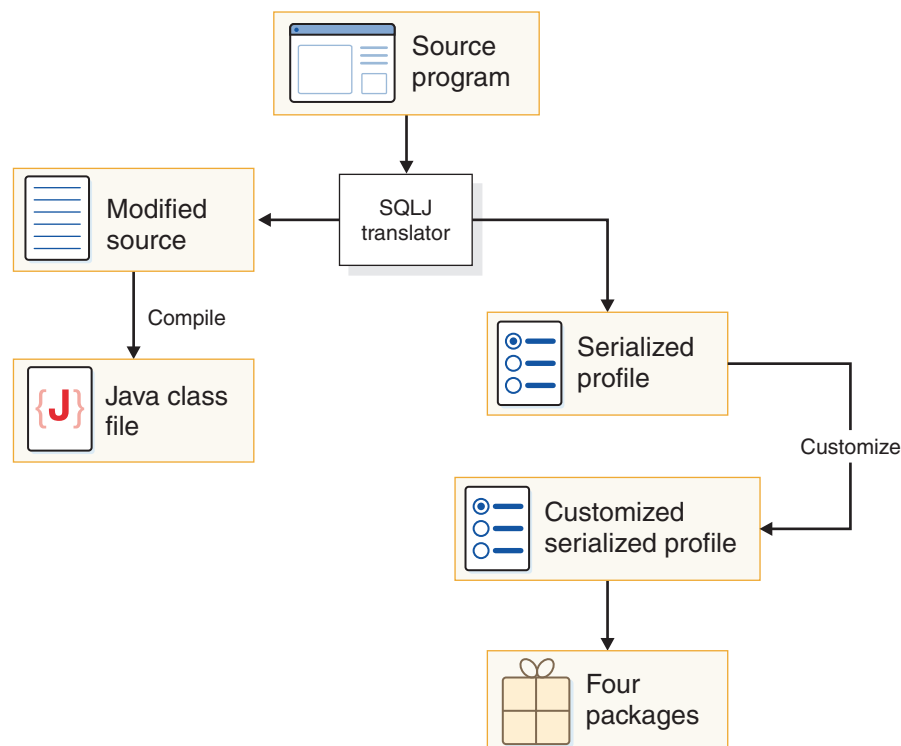 Source
program
SQLJ
translator
Modified
source
Compile
Serialized
profile
{J}
Java class
file
Customize
Customized
serialized profile
Four
packages